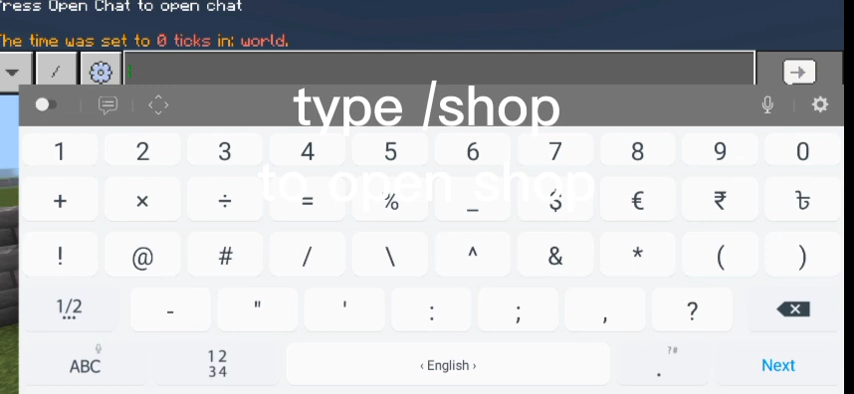 Press Open Chat to open chat
The time was set to 0 ticks in: world.
/
type /shop
to open shop
1 2 3 4 5 6 7 8 9 0
+ × ÷ = % _ $ € ₹ ৳
! @ # / \ ^ & * ( )
1/2 - " ' : ; , ?
ABC 12 34 ‹ English › ?# . Next